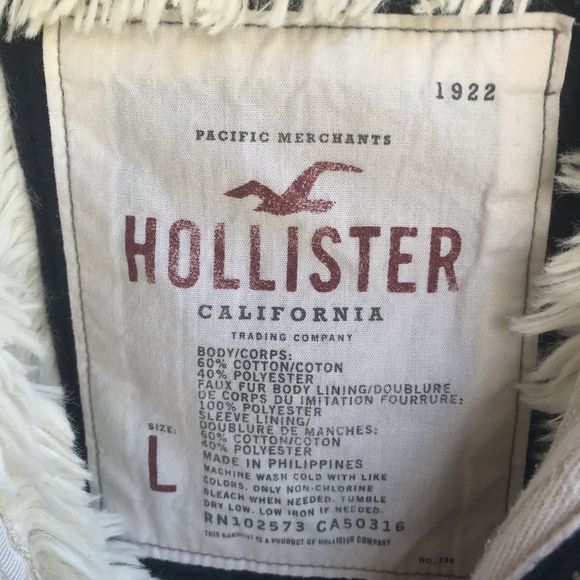 1922
PACIFIC MERCHANTS
HOLLISTER
CALIFORNIA
TRADING COMPANY
BODY/CORPS:
60% COTTON/COTON
40% POLYESTER
FAUX FUR BODY LINING/DOUBLURE
DE CORPS DU IMITATION FOURRURE:
100% POLYESTER
SLEEVE LINING/
DOUBLURE DE MANCHES:
60% COTTON/COTON
40% POLYESTER
MADE IN PHILIPPINES
SIZE:
L
MACHINE WASH COLD WITH LIKE
COLORS. ONLY NON-CHLORINE
BLEACH WHEN NEEDED. TUMBLE
DRY LOW. LOW IRON IF NEEDED.
RN102573 CA50316
THIS GARMENT IS A PRODUCT OF HOLLISTER COMPANY
NO. 736